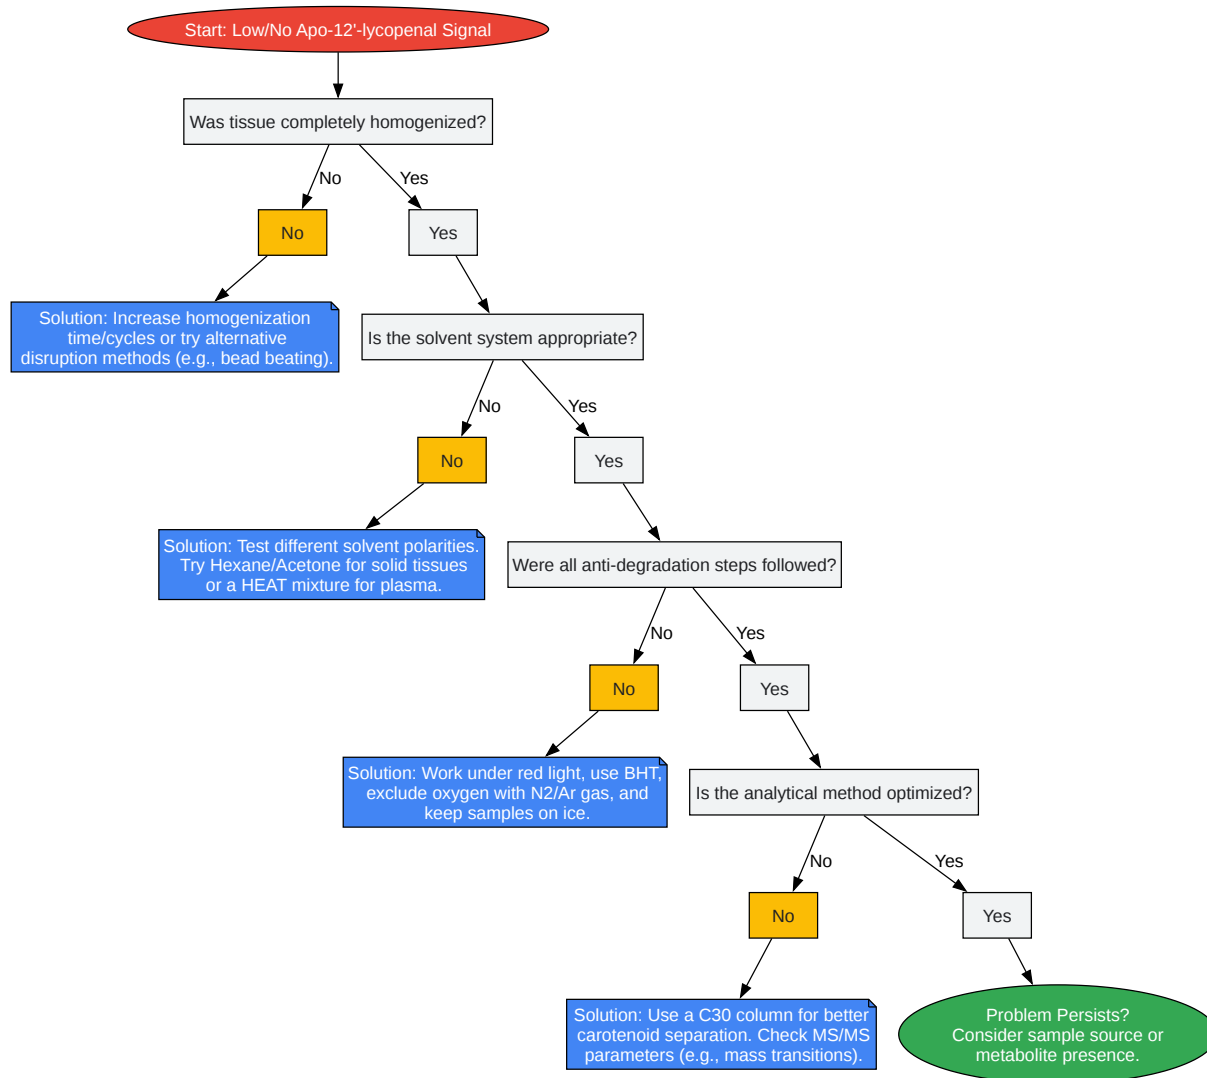 Start: Low/No Apo-12'-lycopenal Signal
Was tissue completely homogenized?
No
Yes
No
Yes
Solution: Increase homogenization
time/cycles or try alternative
disruption methods (e.g., bead beating).
Is the solvent system appropriate?
No
Yes
No
Yes
Solution: Test different solvent polarities.
Try Hexane/Acetone for solid tissues
or a HEAT mixture for plasma.
Were all anti-degradation steps followed?
No
Yes
No
Yes
Solution: Work under red light, use BHT,
exclude oxygen with N2/Ar gas, and
keep samples on ice.
Is the analytical method optimized?
No
Yes
No
Yes
Solution: Use a C30 column for better
carotenoid separation. Check MS/MS
parameters (e.g., mass transitions).
Problem Persists?
Consider sample source or
metabolite presence.